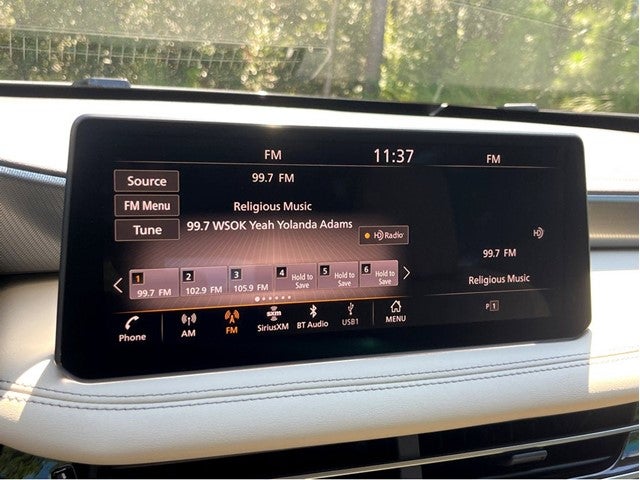 FM 11:37 FM
Source 99.7 FM
FM Menu Religious Music
Tune 99.7 WSOK Yeah Yolanda Adams
HD Radio
99.7 FM
HD
Religious Music
1 99.7 FM
2 102.9 FM
3 105.9 FM
4 Hold to Save
5 Hold to Save
6 Hold to Save
P 1
Phone
AM
FM
sxm
SiriusXM
BT Audio
USB1
MENU